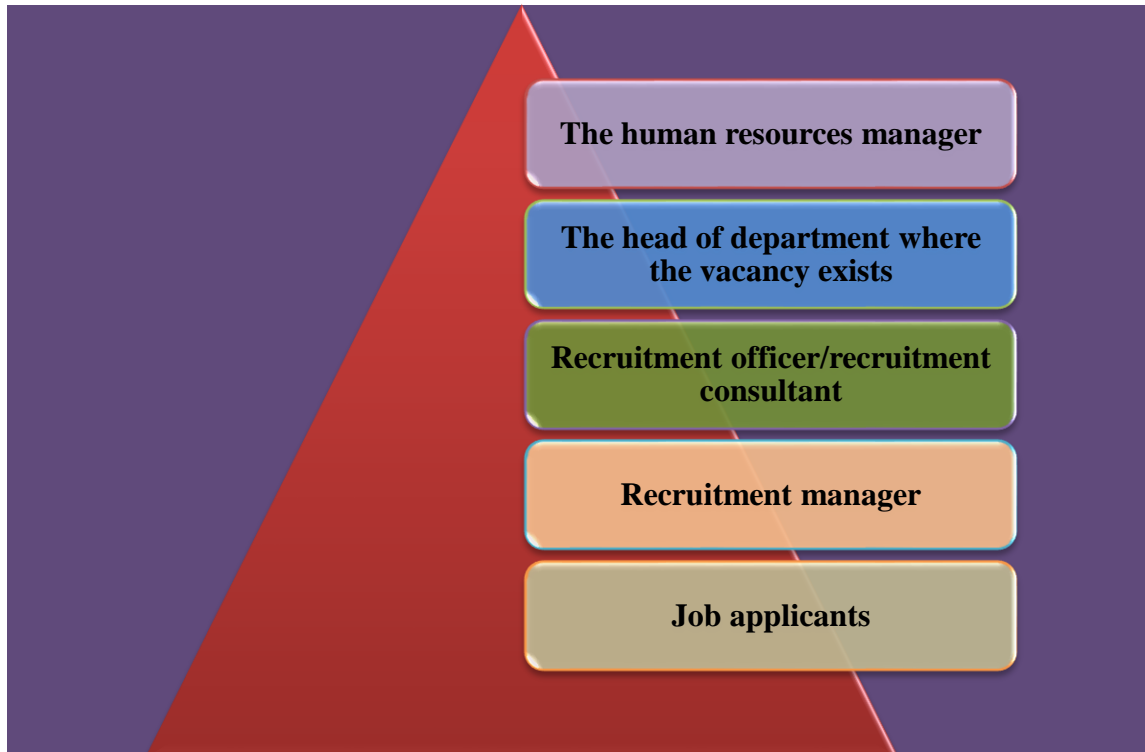 The human resources manager
The head of department where
the vacancy exists
Recruitment officer/recruitment
consultant
Recruitment manager
Job applicants